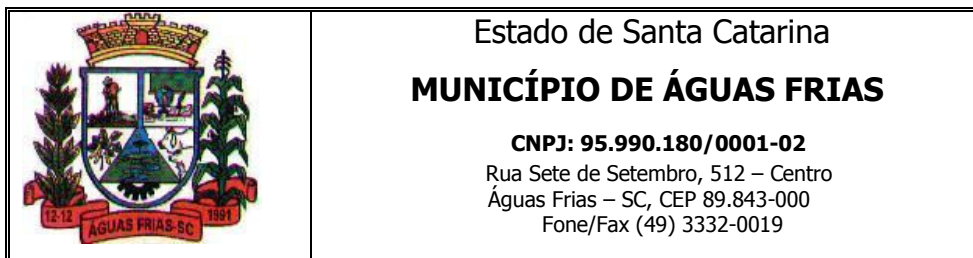 Estado de Santa Catarina
MUNICÍPIO DE ÁGUAS FRIAS
CNPJ: 95.990.180/0001-02
Rua Sete de Setembro, 512 – Centro
Águas Frias – SC, CEP 89.843-000
Fone/Fax (49) 3332-0019
12-12
ÁGUAS FRIAS-SC
1991